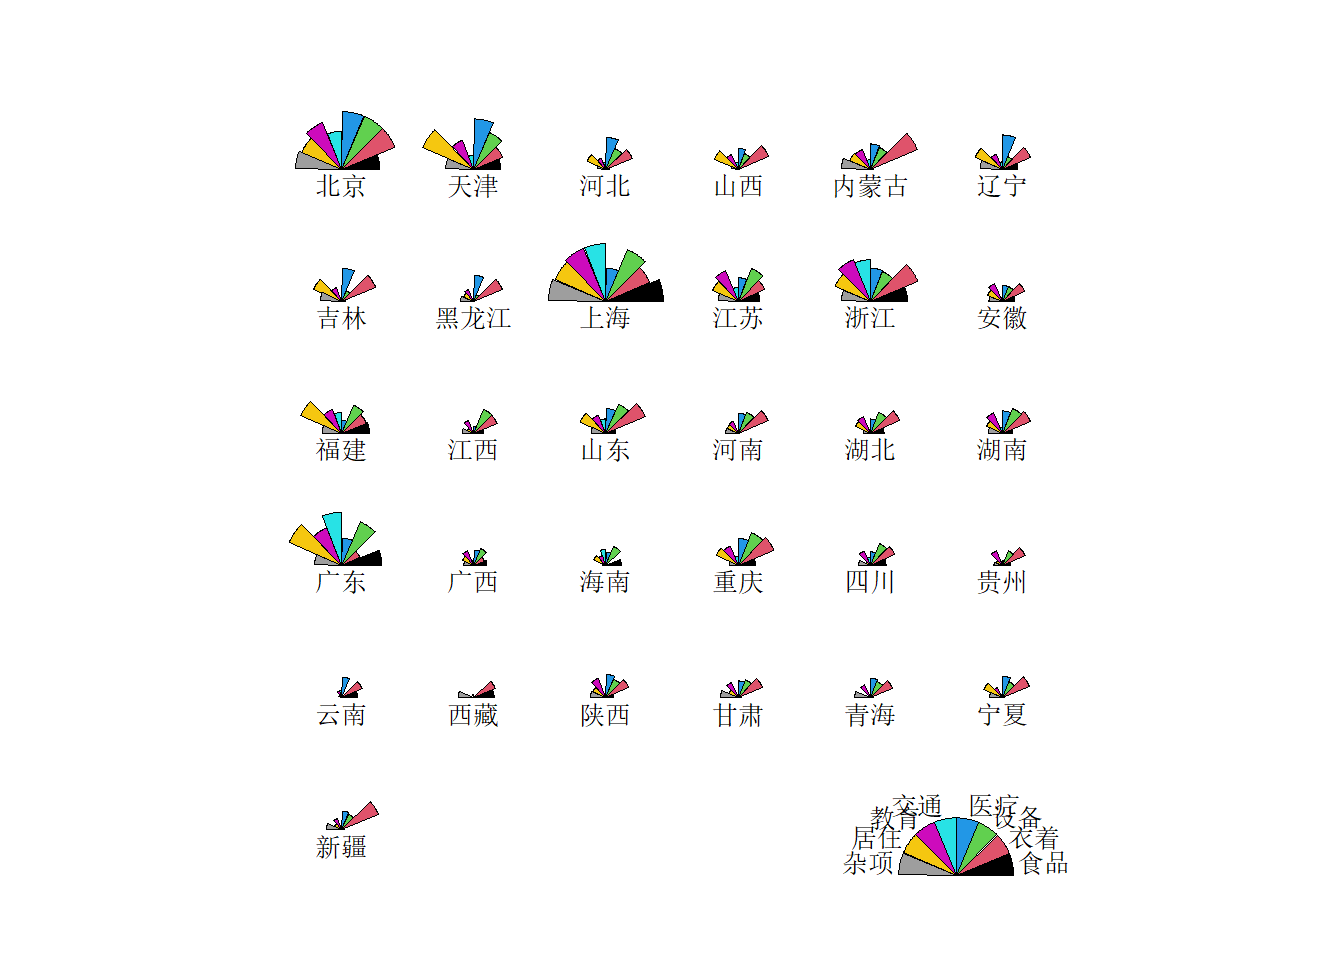 北京 天津 河北 山西 内蒙古 辽宁
吉林 黑龙江 上海 江苏 浙江 安徽
福建 江西 山东 河南 湖北 湖南
广东 广西 海南 重庆 四川 贵州
云南 西藏 陕西 甘肃 青海 宁夏
新疆
交通 医疗
教育 设备
居住 衣着
杂项 食品